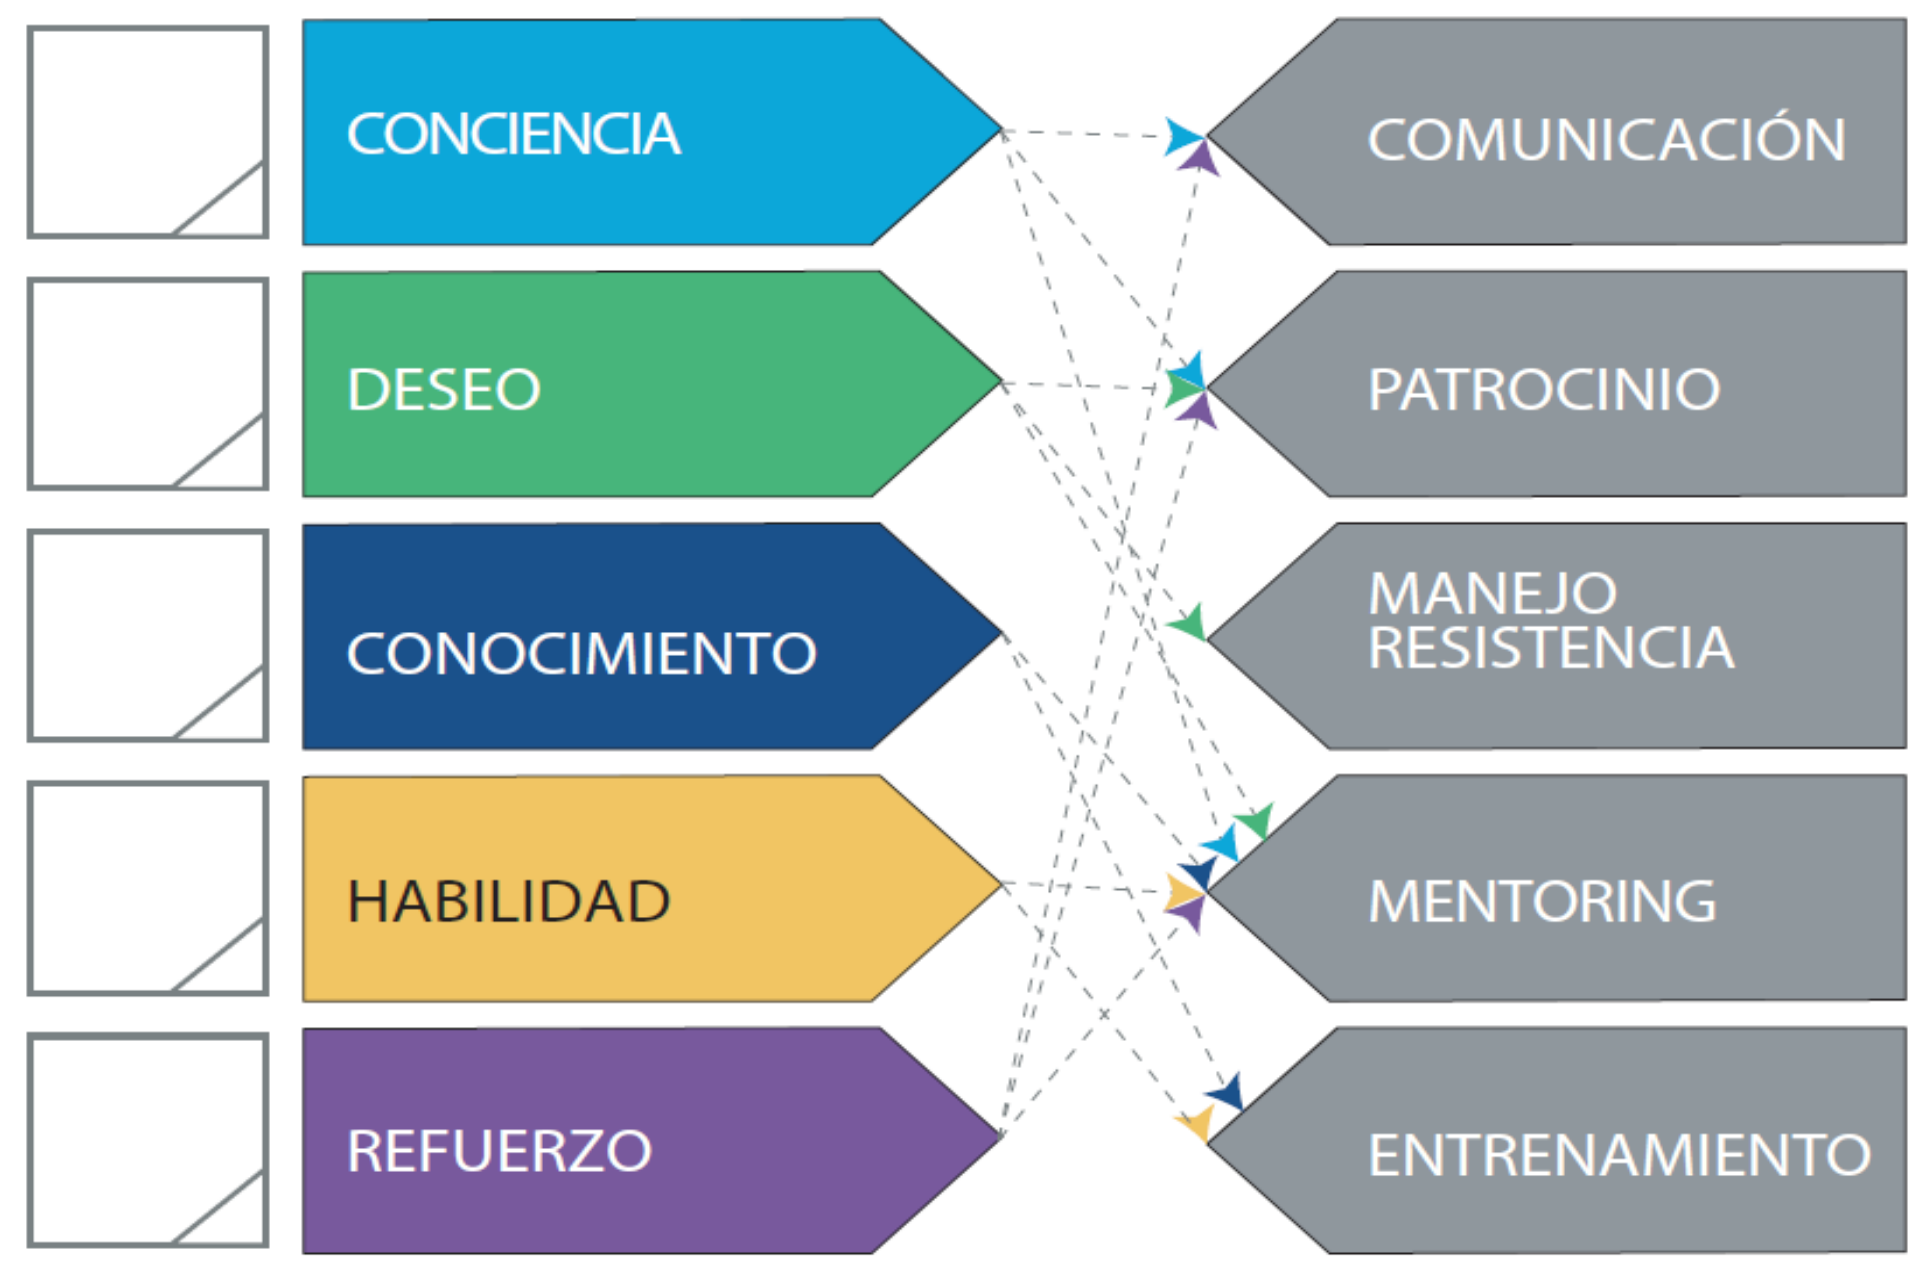 CONCIENCIA
COMUNICACIÓN
DESEO
PATROCINIO
CONOCIMIENTO
MANEJO
RESISTENCIA
HABILIDAD
MENTORING
REFUERZO
ENTRENAMIENTO